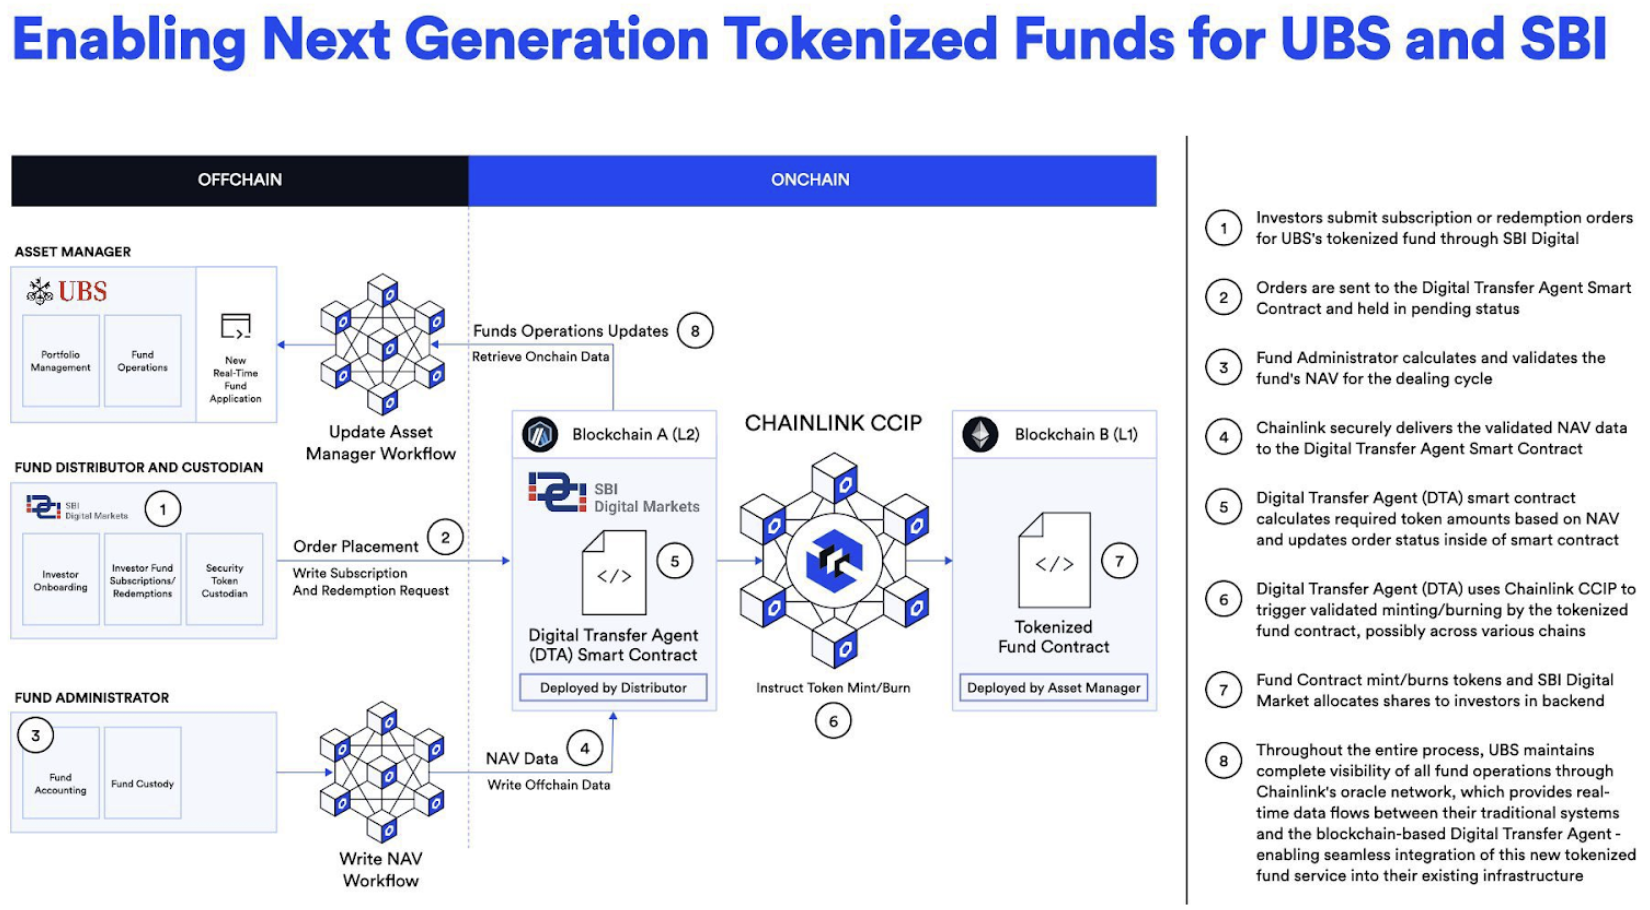 Enabling Next Generation Tokenized Funds for UBS and SBI
OFFCHAIN
ONCHAIN
ASSET MANAGER
UBS
Portfolio
Management
Fund
Operations
New
Real-Time
Fund
Application
Update Asset
Manager Workflow
Funds Operations Updates
8
Retrieve Onchain Data
FUND DISTRIBUTOR AND CUSTODIAN
SBI
Digital Markets
1
Investor
Onboarding
Investor Fund
Subscriptions/
Redemptions
Security
Token
Custodian
Order Placement
2
Write Subscription
And Redemption Request
Blockchain A (L2)
SBI
Digital Markets
</>
5
Digital Transfer Agent
(DTA) Smart Contract
Deployed by Distributor
CHAINLINK CCIP
Instruct Token Mint/Burn
6
Blockchain B (L1)
</>
7
Tokenized
Fund Contract
Deployed by Asset Manager
FUND ADMINISTRATOR
3
Fund
Accounting
Fund Custody
Write NAV
Workflow
NAV Data
4
Write Offchain Data
1
Investors submit subscription or redemption orders
for UBS's tokenized fund through SBI Digital
2
Orders are sent to the Digital Transfer Agent Smart
Contract and held in pending status
3
Fund Administrator calculates and validates the
fund's NAV for the dealing cycle
4
Chainlink securely delivers the validated NAV data
to the Digital Transfer Agent Smart Contract
5
Digital Transfer Agent (DTA) smart contract
calculates required token amounts based on NAV
and updates order status inside of smart contract
6
Digital Transfer Agent (DTA) uses Chainlink CCIP to
trigger validated minting/burning by the tokenized
fund contract, possibly across various chains
7
Fund Contract mint/burns tokens and SBI Digital
Market allocates shares to investors in backend
8
Throughout the entire process, UBS maintains
complete visibility of all fund operations through
Chainlink's oracle network, which provides real-
time data flows between their traditional systems
and the blockchain-based Digital Transfer Agent -
enabling seamless integration of this new tokenized
fund service into their existing infrastructure